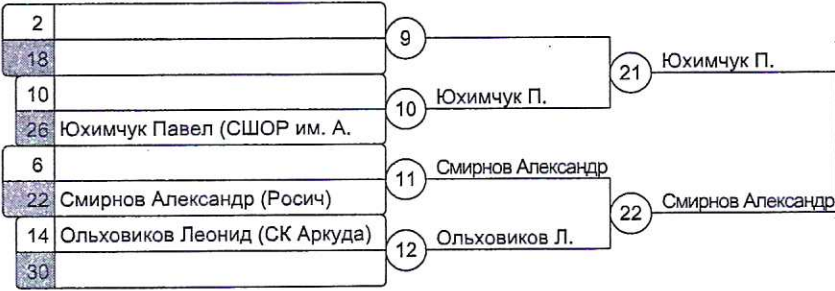 2
9
18
Юхимчук П.
21
10
Юхимчук П.
10
26 Юхимчук Павел (СШОР им. А.
6
Смирнов Александр
11
22 Смирнов Александр (Росич)
Смирнов Александр
22
14 Ольховиков Леонид (СК Аркуда)
Ольховиков Л.
12
30